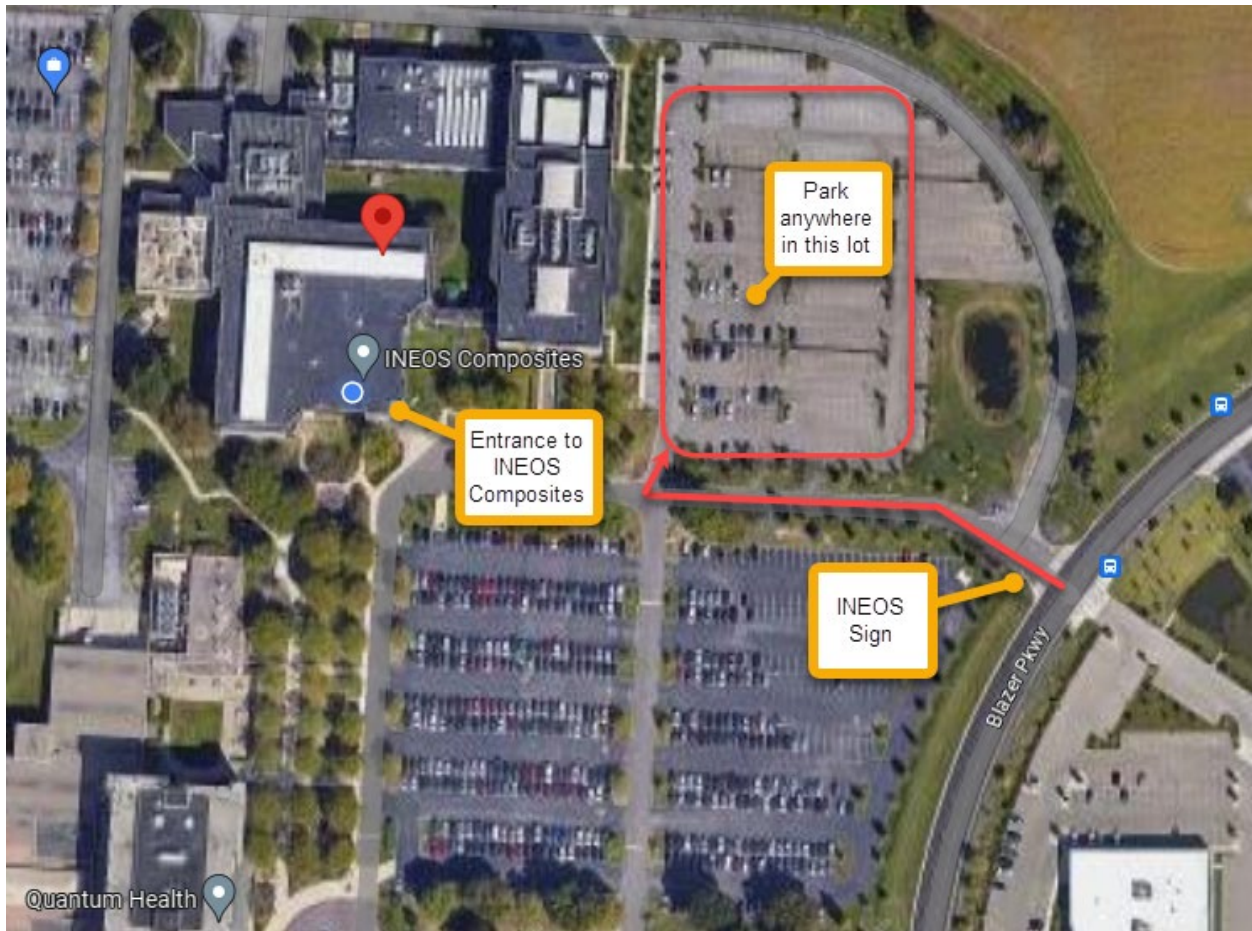 Park
anywhere
in this lot
INEOS Composites
Entrance to
INEOS
Composites
INEOS
Sign
Blazer Pkwy
Quantum Health